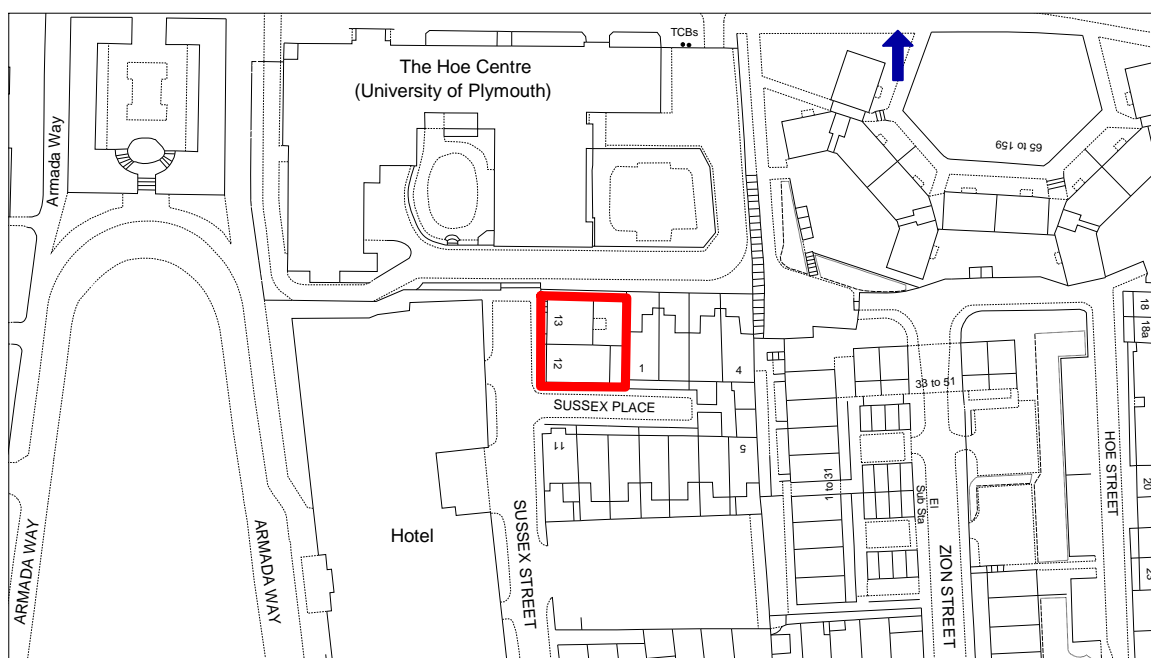 TCBs
The Hoe Centre
(University of Plymouth)
Armada Way
65 to 159
13
12
1
4
18
18a
SUSSEX PLACE
33 to 51
11
5
1 to 31
El
Sub Sta
HOE STREET
20
23
Hotel
SUSSEX STREET
ZION STREET
ARMADA WAY
ARMADA WAY